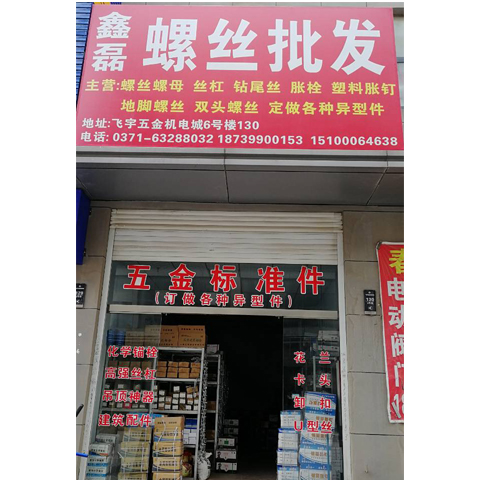 鑫磊 螺丝批发
主营:螺丝螺母 丝杠 钻尾丝 胀栓 塑料胀钉
地脚螺丝 双头螺丝 定做各种异型件
地址:飞宇五金机电城6号楼130
电话:0371-63288032 18739900153 15100064638
五金标准件
(订做各种异型件)
化学锚栓
高强丝杠
吊顶神器
建筑配件
花兰
卡头
卸扣
U型丝
春
电动阀门